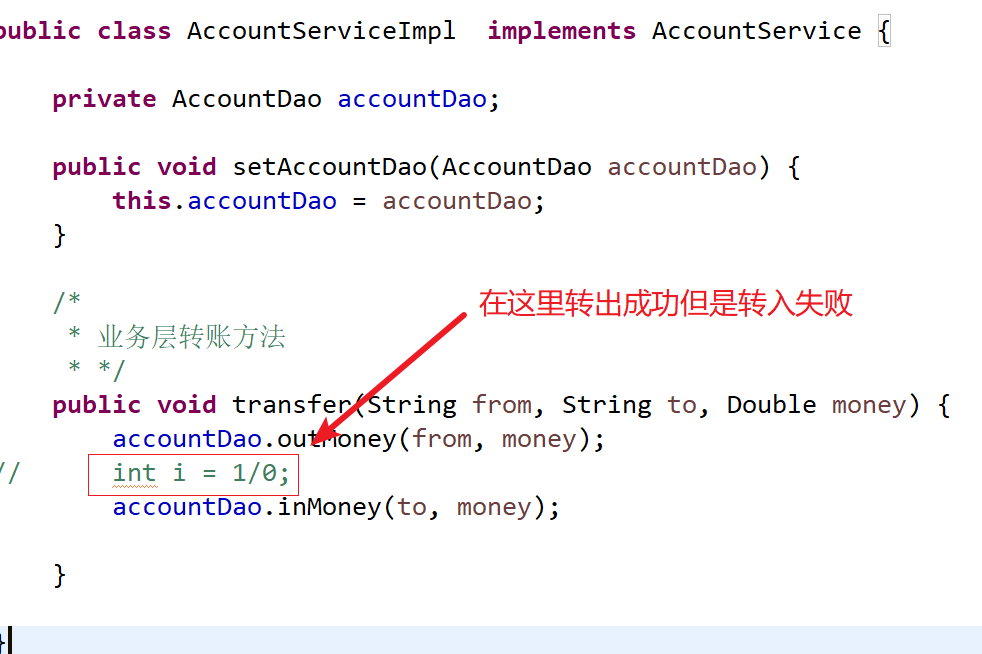 public class AccountServiceImpl  implements AccountService {
private AccountDao accountDao;
public void setAccountDao(AccountDao accountDao) {
this.accountDao = accountDao;
}
/*
在这里转出成功但是转入失败
* 业务层转账方法
* */
public void transfer(String from, String to, Double money) {
accountDao.outMoney(from, money);
// int i = 1/0;
accountDao.inMoney(to, money);
}
}